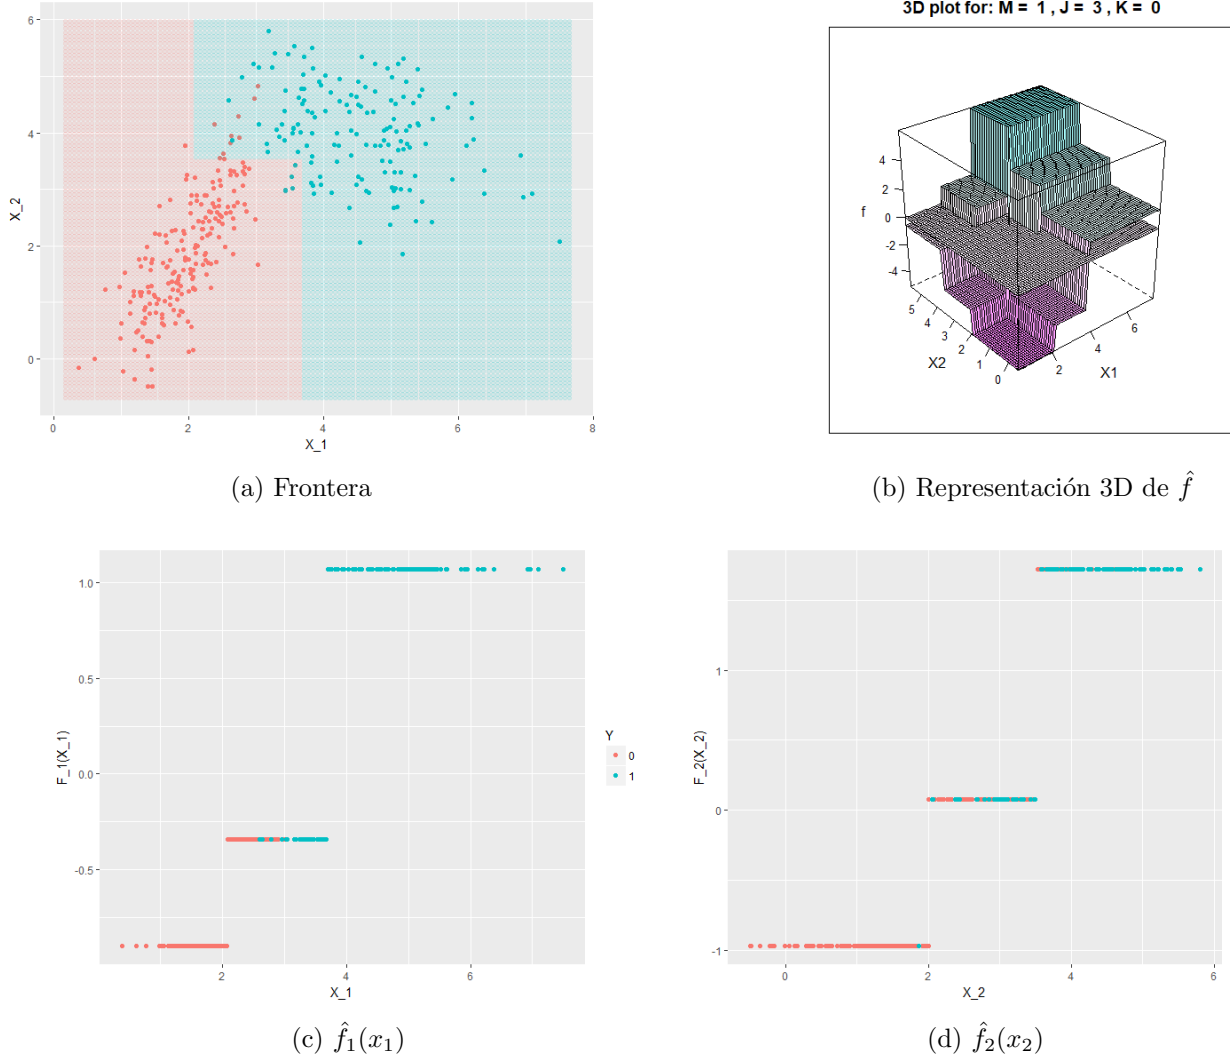 3D plot for: M = 1 , J = 3 , K = 0
6
4
2
0
X_2
0
2
4
6
8
X_1
4
2
0
-2
-4
f
5
4
3
2
1
0
X2
2
4
6
X1
(a) Frontera
(b) Representación 3D de f̂
1.0
0.5
0.0
-0.5
F_1(X_1)
2
4
6
X_1
Y
0
1
1
0
-1
F_2(X_2)
0
2
4
6
X_2
(c) f̂₁(x₁)
(d) f̂₂(x₂)